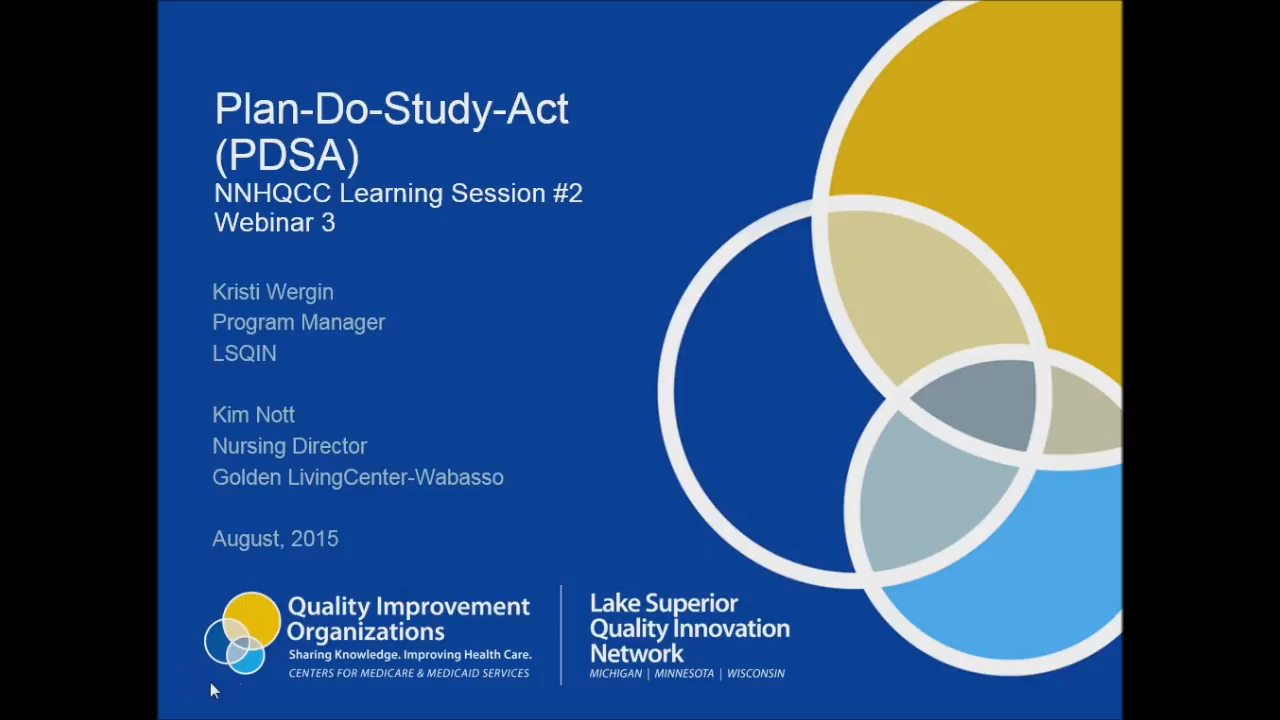 Plan-Do-Study-Act
(PDSA)
NNHQCC Learning Session #2
Webinar 3
Kristi Wergin
Program Manager
LSQIN
Kim Nott
Nursing Director
Golden LivingCenter-Wabasso
August, 2015
Quality Improvement
Organizations
Sharing Knowledge. Improving Health Care.
CENTERS FOR MEDICARE & MEDICAID SERVICES
Lake Superior
Quality Innovation
Network
MICHIGAN | MINNESOTA | WISCONSIN